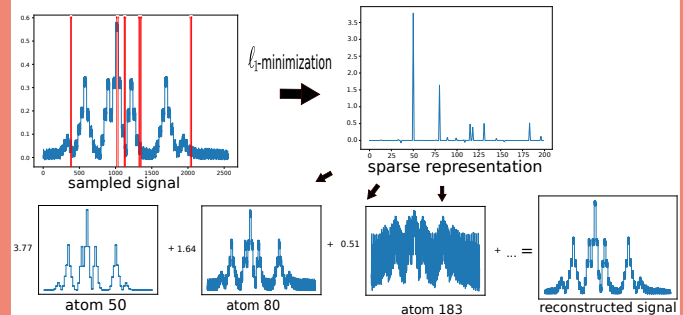 0.6
0.5
0.4
0.3
0.2
0.1
0.0
0 500 1000 1500 2000 2500
sampled signal
ℓ₁-minimization
3.5
3.0
2.5
2.0
1.5
1.0
0.5
0.0
0 25 50 75 100 125 150 175 200
sparse representation
3.77 + 1.64 + 0.51 + ... =
atom 50
atom 80
atom 183
reconstructed signal